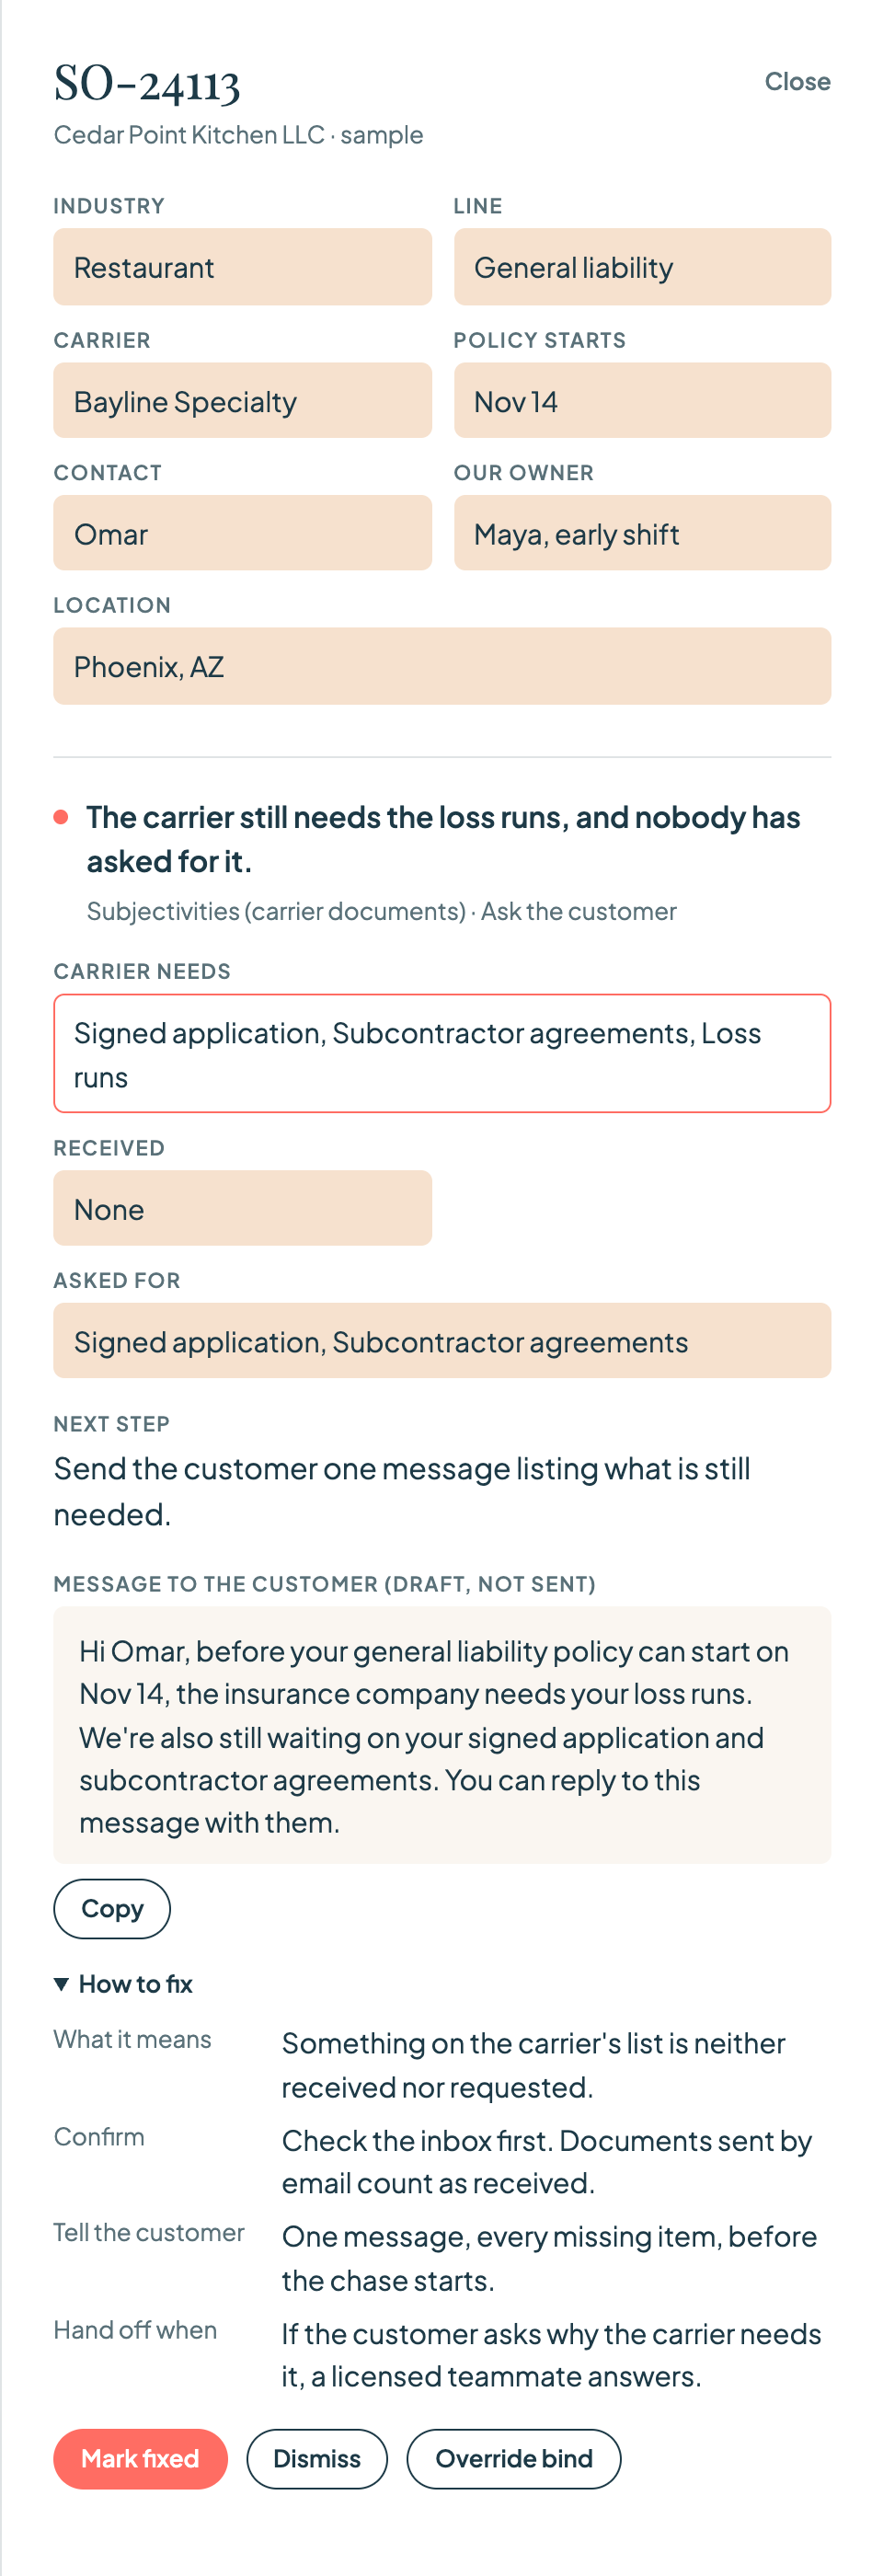 SO-24113
Close
Cedar Point Kitchen LLC · sample
INDUSTRY
LINE
Restaurant
General liability
CARRIER
POLICY STARTS
Bayline Specialty
Nov 14
CONTACT
OUR OWNER
Omar
Maya, early shift
LOCATION
Phoenix, AZ
The carrier still needs the loss runs, and nobody has
asked for it.
Subjectivities (carrier documents) · Ask the customer
CARRIER NEEDS
Signed application, Subcontractor agreements, Loss
runs
RECEIVED
None
ASKED FOR
Signed application, Subcontractor agreements
NEXT STEP
Send the customer one message listing what is still
needed.
MESSAGE TO THE CUSTOMER (DRAFT, NOT SENT)
Hi Omar, before your general liability policy can start on
Nov 14, the insurance company needs your loss runs.
We're also still waiting on your signed application and
subcontractor agreements. You can reply to this
message with them.
Copy
▼ How to fix
What it means
Something on the carrier's list is neither
received nor requested.
Confirm
Check the inbox first. Documents sent by
email count as received.
Tell the customer
One message, every missing item, before
the chase starts.
Hand off when
If the customer asks why the carrier needs
it, a licensed teammate answers.
Mark fixed
Dismiss
Override bind